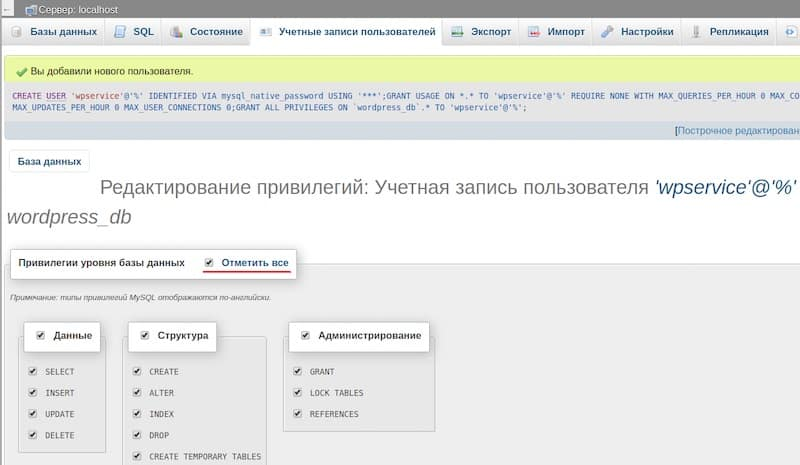 Сервер: localhost
Базы данных SQL Состояние Учетные записи пользователей Экспорт Импорт Настройки Репликация
Вы добавили нового пользователя.
CREATE USER 'wpservice'@'%' IDENTIFIED VIA mysql_native_password USING '***';GRANT USAGE ON *.* TO 'wpservice'@'%' REQUIRE NONE WITH MAX_QUERIES_PER_HOUR 0 MAX_CO
MAX_UPDATES_PER_HOUR 0 MAX_USER_CONNECTIONS 0;GRANT ALL PRIVILEGES ON `wordpress_db`.* TO 'wpservice'@'%';
[Построчное редактирован
База данных
Редактирование привилегий: Учетная запись пользователя 'wpservice'@'%'
wordpress_db
Привилегии уровня базы данных Отметить все
Примечание: типы привилегий MySQL отображаются по-английски.
Данные Структура Администрирование
SELECT CREATE GRANT
INSERT ALTER LOCK TABLES
UPDATE INDEX REFERENCES
DELETE DROP
CREATE TEMPORARY TABLES